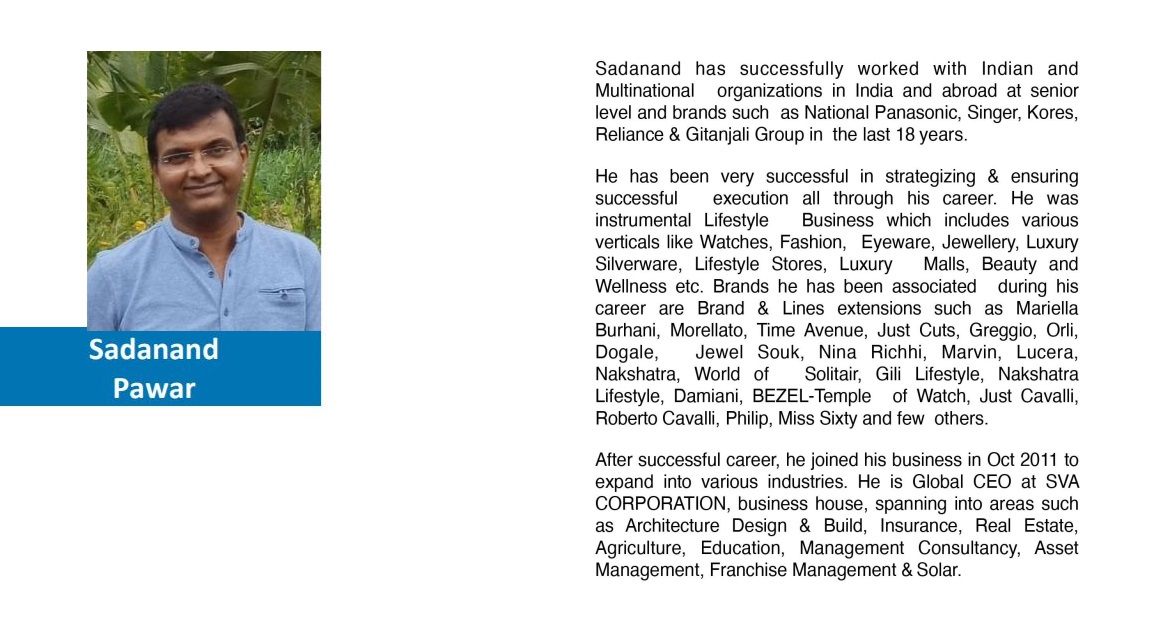 Sadanand
Pawar
Sadanand has successfully worked with Indian and
Multinational organizations in India and abroad at senior
level and brands such as National Panasonic, Singer, Kores,
Reliance & Gitanjali Group in the last 18 years.
He has been very successful in strategizing & ensuring
successful execution all through his career. He was
instrumental Lifestyle Business which includes various
verticals like Watches, Fashion, Eyeware, Jewellery, Luxury
Silverware, Lifestyle Stores, Luxury Malls, Beauty and
Wellness etc. Brands he has been associated during his
career are Brand & Lines extensions such as Mariella
Burhani, Morellato, Time Avenue, Just Cuts, Greggio, Orli,
Dogale, Jewel Souk, Nina Richhi, Marvin, Lucera,
Nakshatra, World of Solitair, Gili Lifestyle, Nakshatra
Lifestyle, Damiani, BEZEL-Temple of Watch, Just Cavalli,
Roberto Cavalli, Philip, Miss Sixty and few others.
After successful career, he joined his business in Oct 2011 to
expand into various industries. He is Global CEO at SVA
CORPORATION, business house, spanning into areas such
as Architecture Design & Build, Insurance, Real Estate,
Agriculture, Education, Management Consultancy, Asset
Management, Franchise Management & Solar.